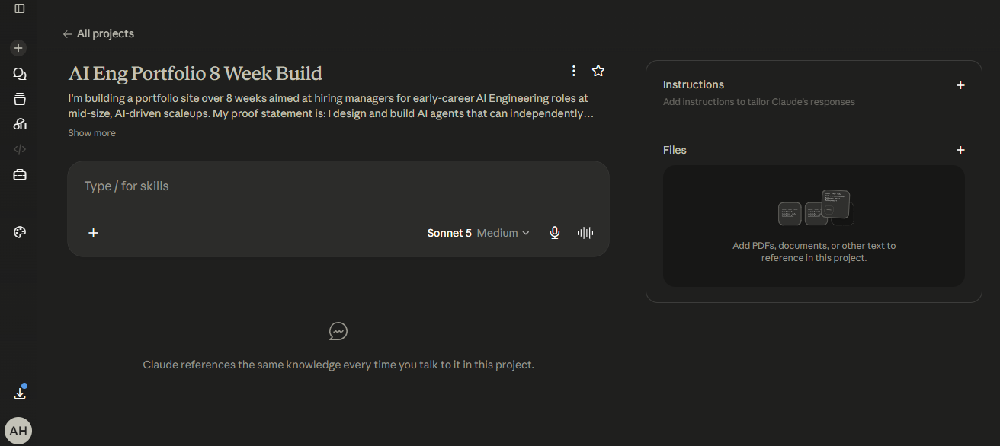 ← All projects
AI Eng Portfolio 8 Week Build
I'm building a portfolio site over 8 weeks aimed at hiring managers for early-career AI Engineering roles at
mid-size, AI-driven scaleups. My proof statement is: I design and build AI agents that can independently…
Show more
Type / for skills
Sonnet 5 Medium
Claude references the same knowledge every time you talk to it in this project.
Instructions
Add instructions to tailor Claude's responses
Files
Add PDFs, documents, or other text to
reference in this project.
AH